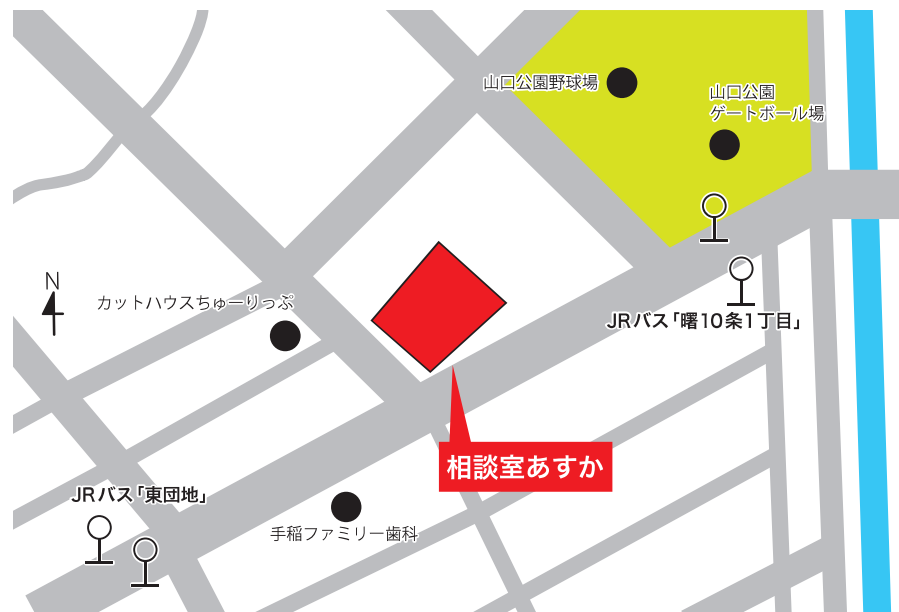 山口公園野球場
山口公園
ゲートボール場
N
カットハウスちゅーりっぷ
JRバス「曙10条1丁目」
相談室あすか
JRバス「東団地」
手稲ファミリー歯科